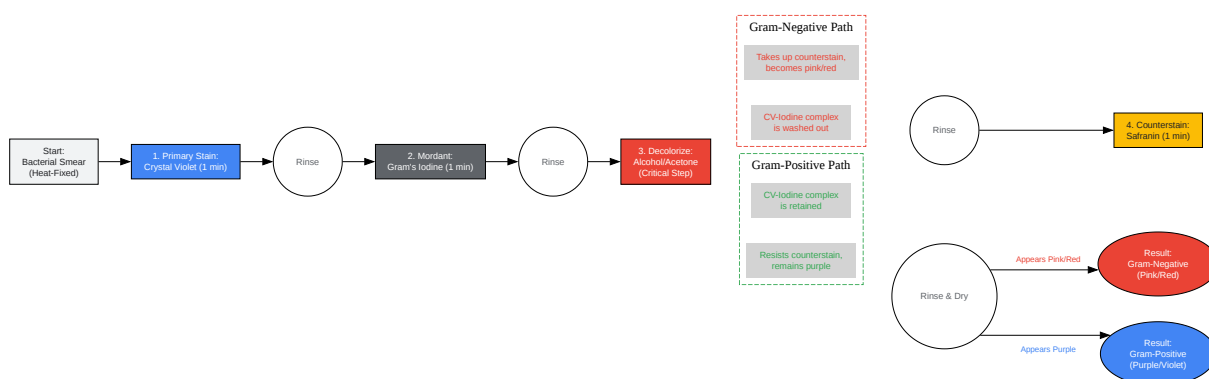 Start:
Bacterial Smear
(Heat-Fixed)
1. Primary Stain:
Crystal Violet (1 min)
Rinse
2. Mordant:
Gram's Iodine (1 min)
Rinse
3. Decolorize:
Alcohol/Acetone
(Critical Step)
Gram-Negative Path
Takes up counterstain,
becomes pink/red
CV-Iodine complex
is washed out
Gram-Positive Path
CV-Iodine complex
is retained
Resists counterstain,
remains purple
Rinse
4. Counterstain:
Safranin (1 min)
Rinse & Dry
Appears Pink/Red
Result:
Gram-Negative
(Pink/Red)
Appears Purple
Result:
Gram-Positive
(Purple/Violet)